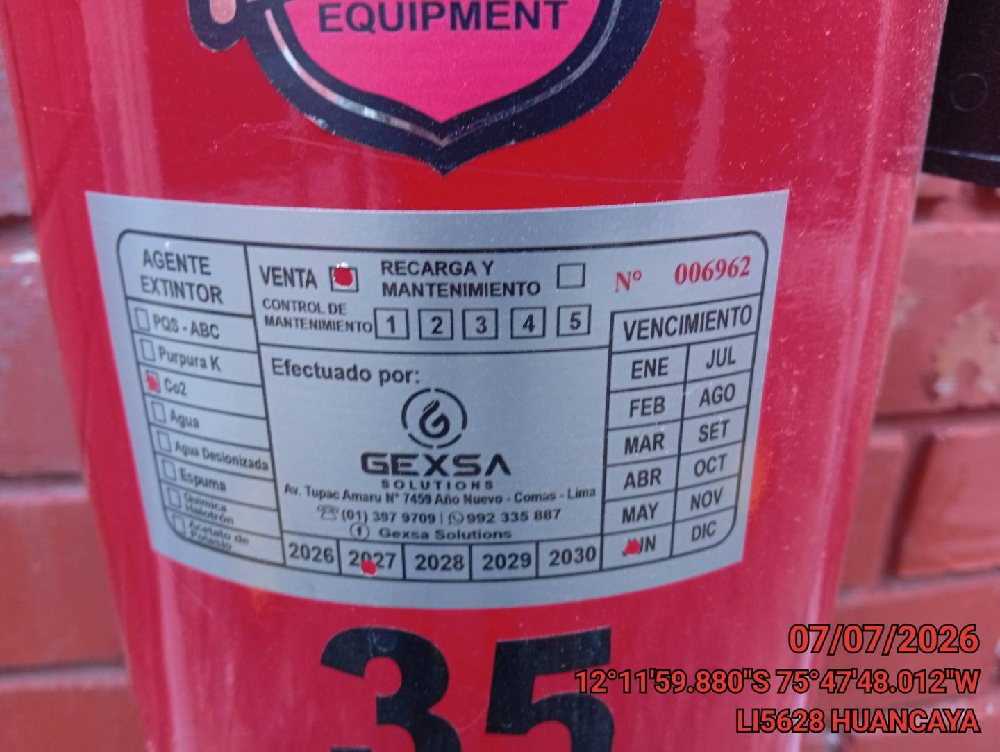 EQUIPMENT
AGENTE
EXTINTOR
PQS - ABC
Purpura K
Co2
Agua
Agua Desionizada
Espuma
Quimica
Halotrón
Acetato de
Potasio
VENTA
RECARGA Y
MANTENIMIENTO
Nº 006962
CONTROL DE
MANTENIMIENTO 1 2 3 4 5
Efectuado por:
GEXSA
SOLUTIONS
Av. Tupac Amaru N° 7459 Año Nuevo - Comas - Lima
(01) 397 9709 | 992 335 887
Gexsa Solutions
2026 2027 2028 2029 2030
VENCIMIENTO
ENE JUL
FEB AGO
MAR SET
ABR OCT
MAY NOV
JUN DIC
35
07/07/2026
12°11'59.880"S 75°47'48.012"W
LI5628 HUANCAYA